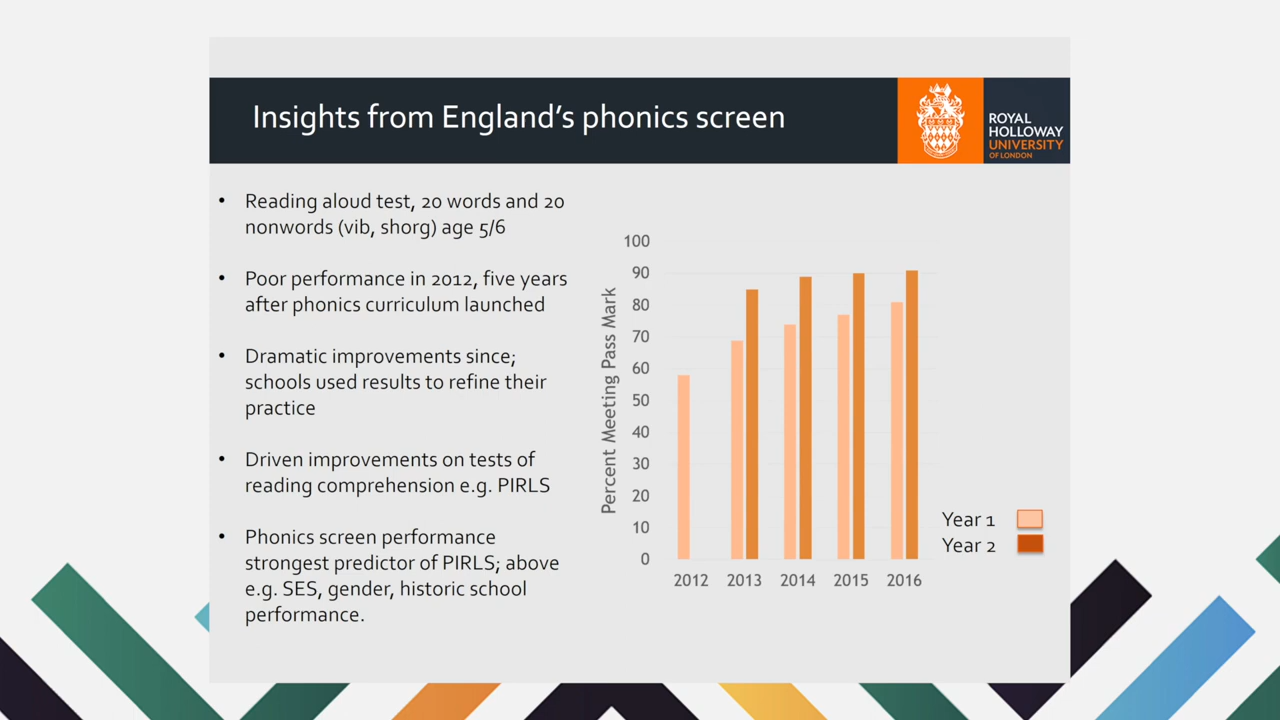 Insights from England's phonics screen
ROYAL
HOLLOWAY
UNIVERSITY
OF LONDON
• Reading aloud test, 20 words and 20
nonwords (vib, shorg) age 5/6
• Poor performance in 2012, five years
after phonics curriculum launched
• Dramatic improvements since;
schools used results to refine their
practice
• Driven improvements on tests of
reading comprehension e.g. PIRLS
• Phonics screen performance
strongest predictor of PIRLS; above
e.g. SES, gender, historic school
performance.
Percent Meeting Pass Mark
100
90
80
70
60
50
40
30
20
10
0
2012 2013 2014 2015 2016
Year 1
Year 2